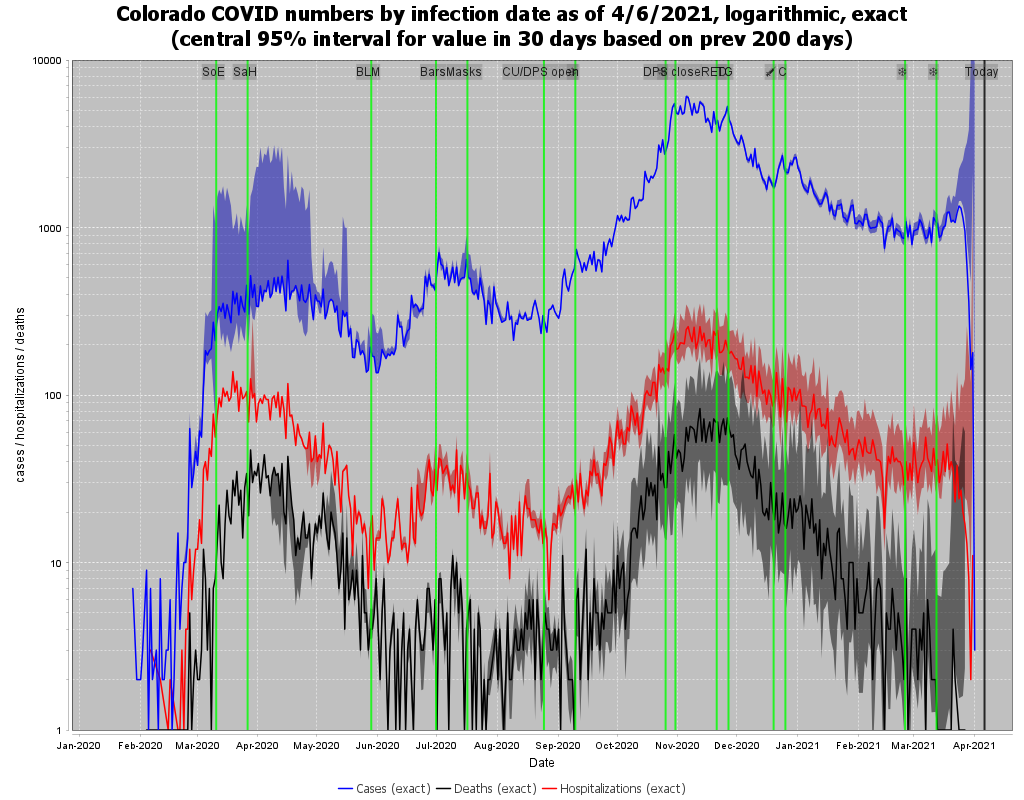 Colorado COVID numbers by infection date as of 4/6/2021, logarithmic, exact
(central 95% interval for value in 30 days based on prev 200 days)
10000
SoE SaH BLM Bars Masks CU/DPS open DPS close C Today
1000
100
10
1
cases / hospitalizations / deaths
Jan-2020 Feb-2020 Mar-2020 Apr-2020 May-2020 Jun-2020 Jul-2020 Aug-2020 Sep-2020 Oct-2020 Nov-2020 Dec-2020 Jan-2021 Feb-2021 Mar-2021 Apr-2021
Date
Cases (exact) Deaths (exact) Hospitalizations (exact)